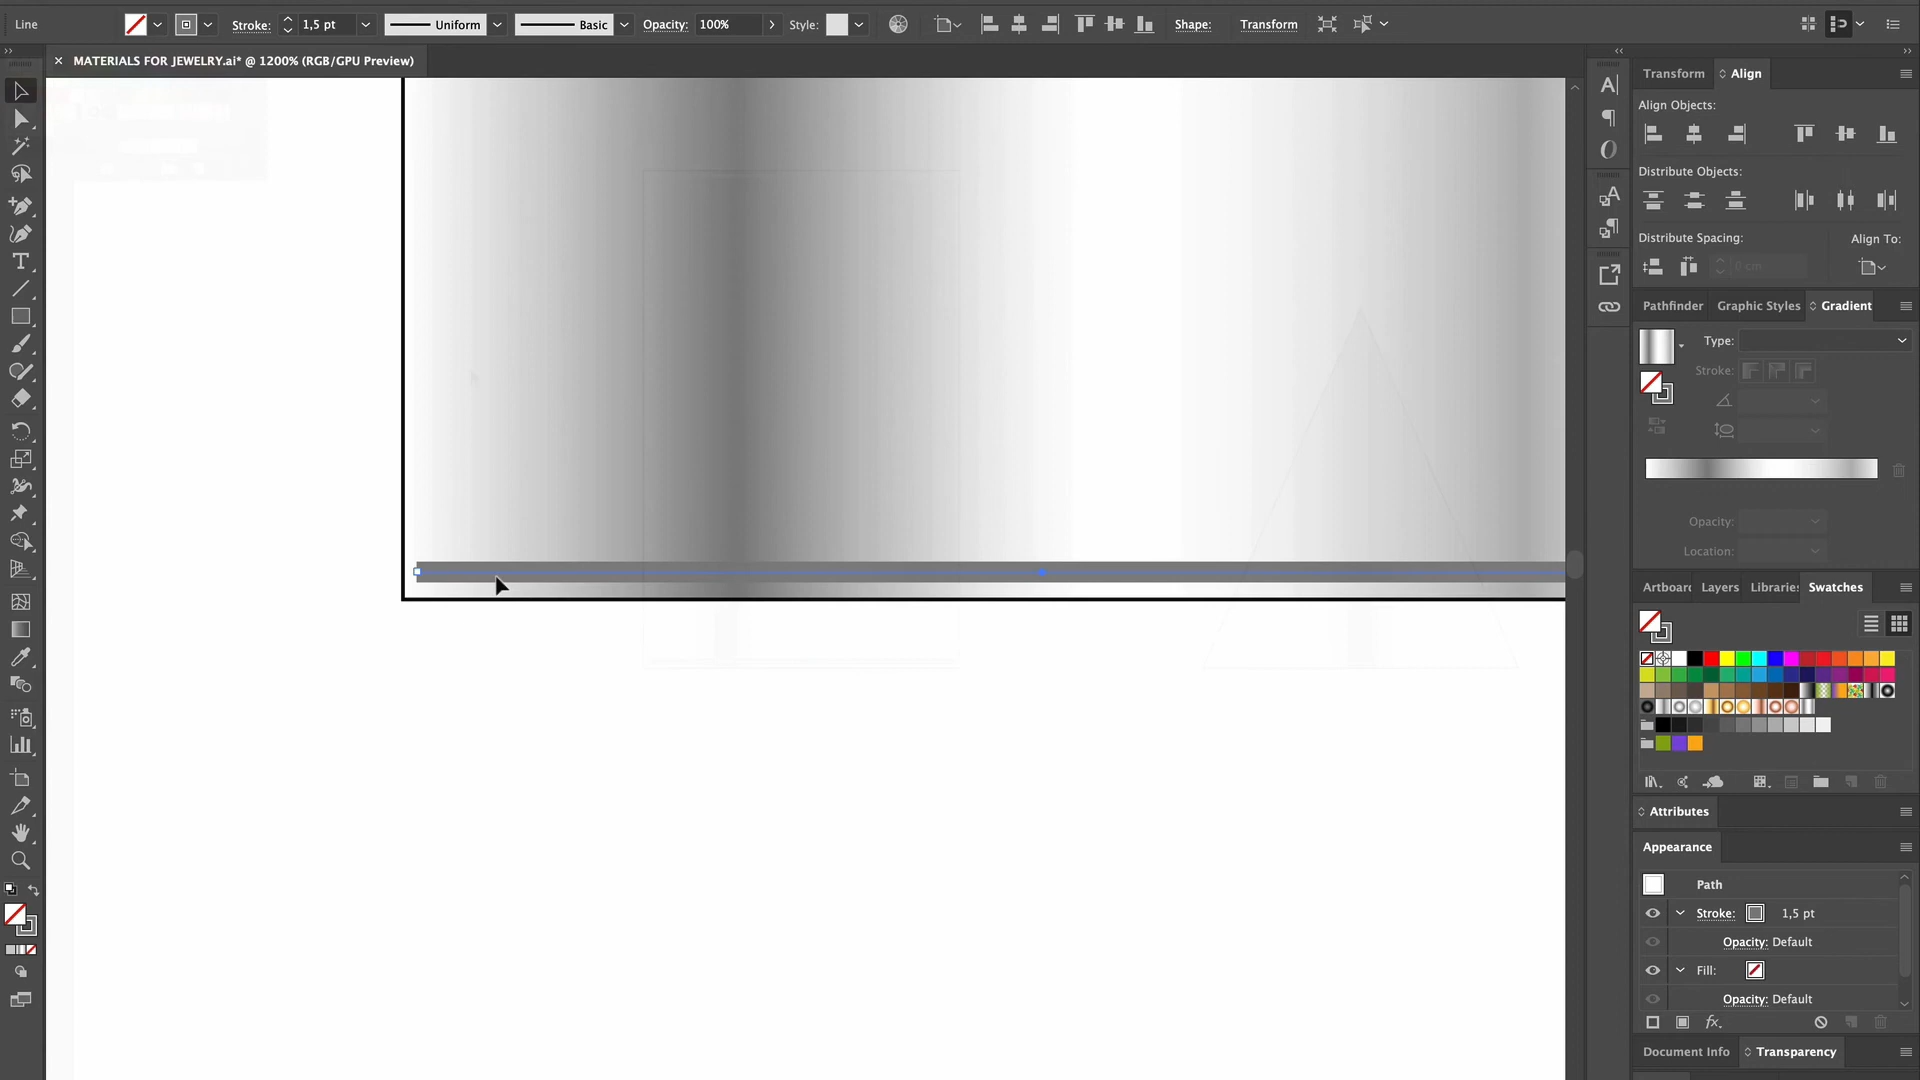 Line
Stroke: 1,5 pt Uniform Basic Opacity: 100% Style: Shape: Transform
MATERIALS FOR JEWELRY.ai* @ 1200% (RGB/GPU Preview)
Transform Align
Align Objects:
Distribute Objects:
Distribute Spacing: Align To:
0 cm
Pathfinder Graphic Styles Gradient
Type:
Stroke:
Opacity:
Location:
Artboar Layers Librarie Swatches
Attributes
Appearance
Path
Stroke: 1,5 pt
Opacity: Default
Fill:
Opacity: Default
fx
Document Info Transparency